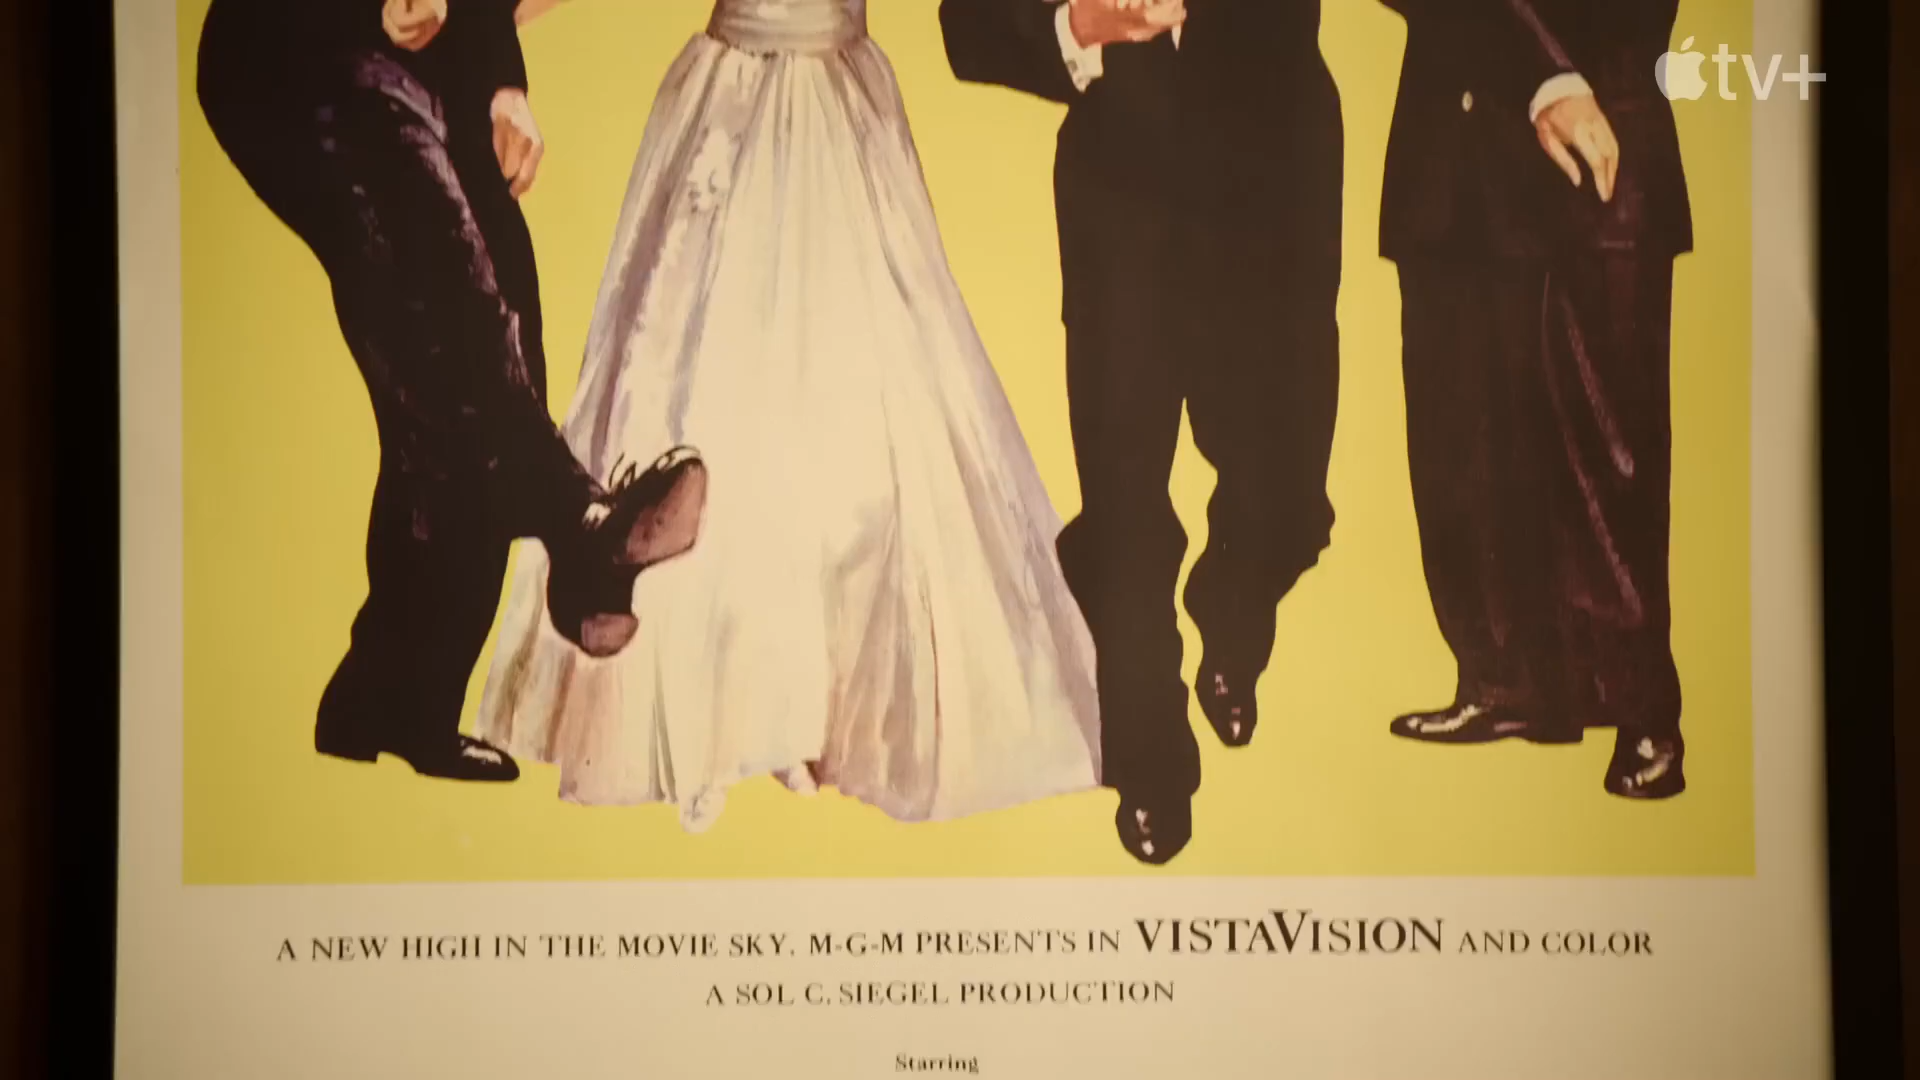 tv+
A NEW HIGH IN THE MOVIE SKY. M-G-M PRESENTS IN VISTAVISION AND COLOR
A SOL C. SIEGEL PRODUCTION
Starring